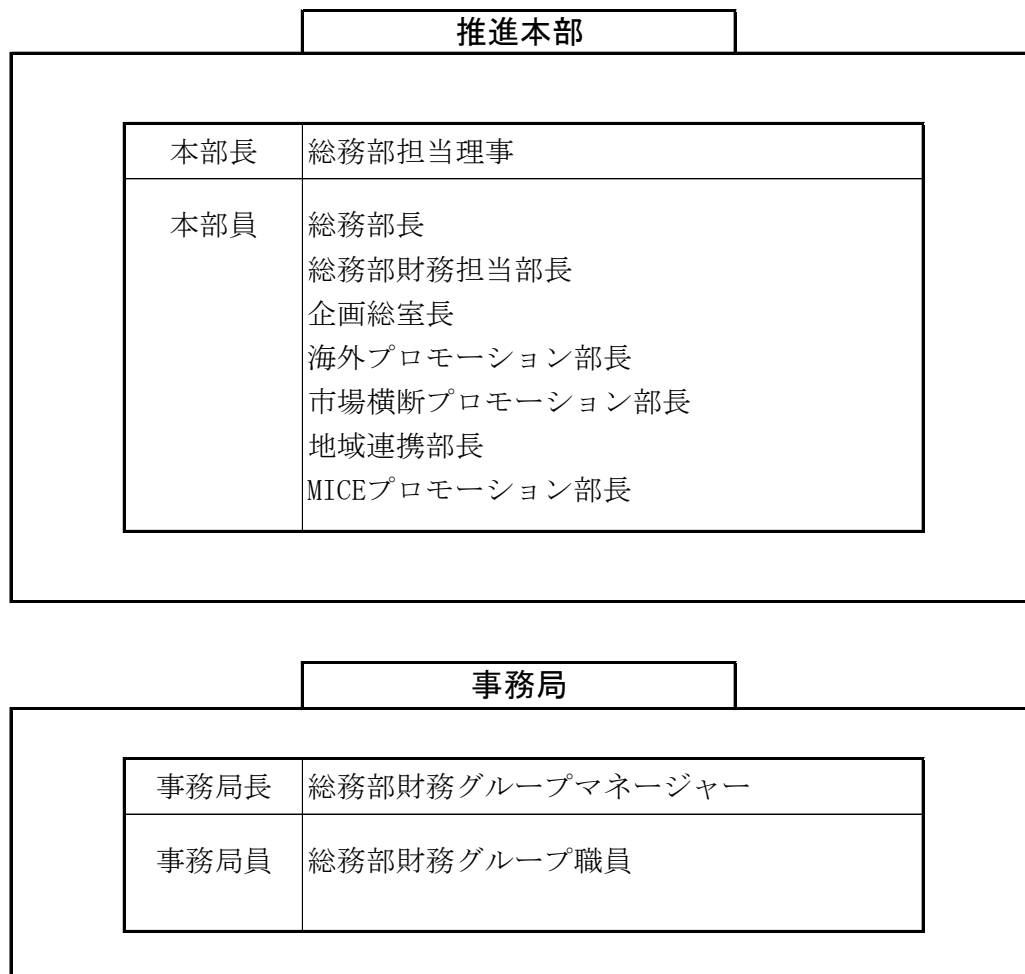 推進本部
本部長 総務部担当理事
本部員 総務部長
総務部財務担当部長
企画総室長
海外プロモーション部長
市場横断プロモーション部長
地域連携部長
MICEプロモーション部長
事務局
事務局長 総務部財務グループマネージャー
事務局員 総務部財務グループ職員